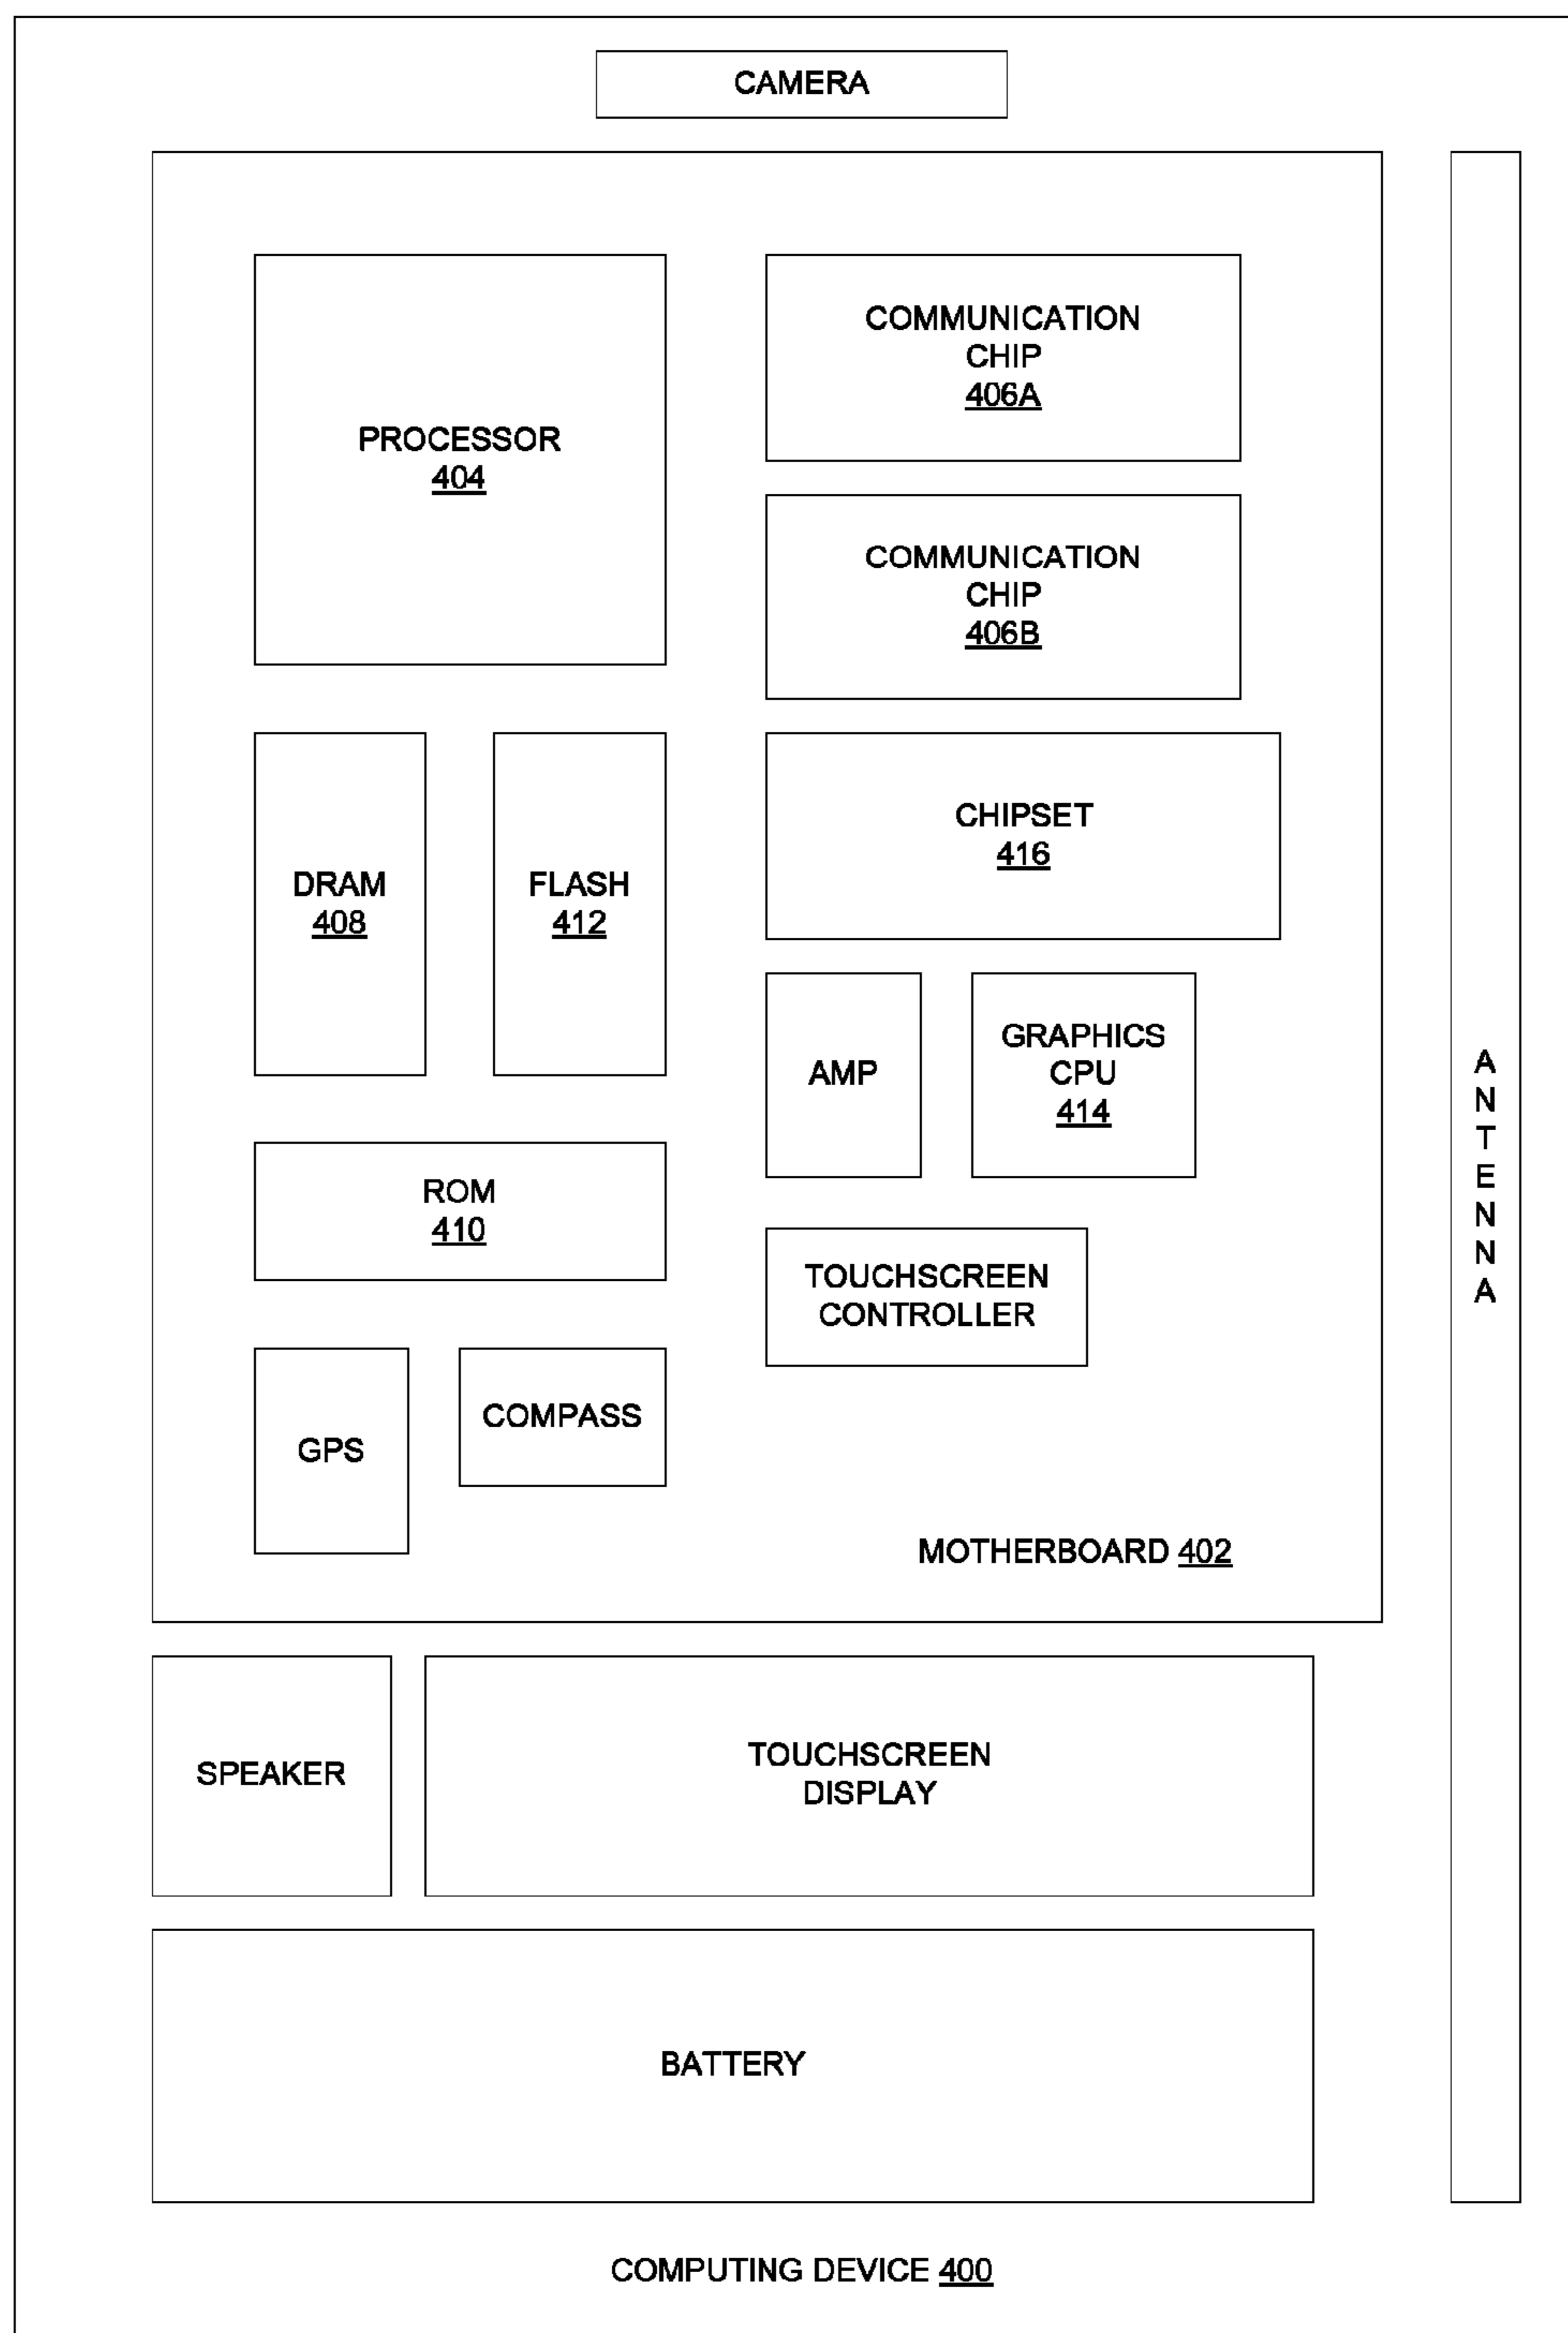 CAMERA
PROCESSOR
404
COMMUNICATION
CHIP
406A
COMMUNICATION
CHIP
406B
DRAM
408
FLASH
412
CHIPSET
416
AMP
GRAPHICS
CPU
414
ROM
410
TOUCHSCREEN
CONTROLLER
GPS
COMPASS
MOTHERBOARD 402
ANTENNA
SPEAKER
TOUCHSCREEN
DISPLAY
BATTERY
COMPUTING DEVICE 400